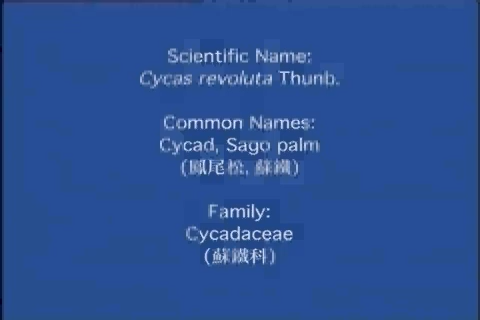 Scientific Name:
Cycas revoluta Thunb.
Common Names:
Cycad, Sago palm
(鳳尾松, 蘇鐵)
Family:
Cycadaceae
(蘇鐵科)